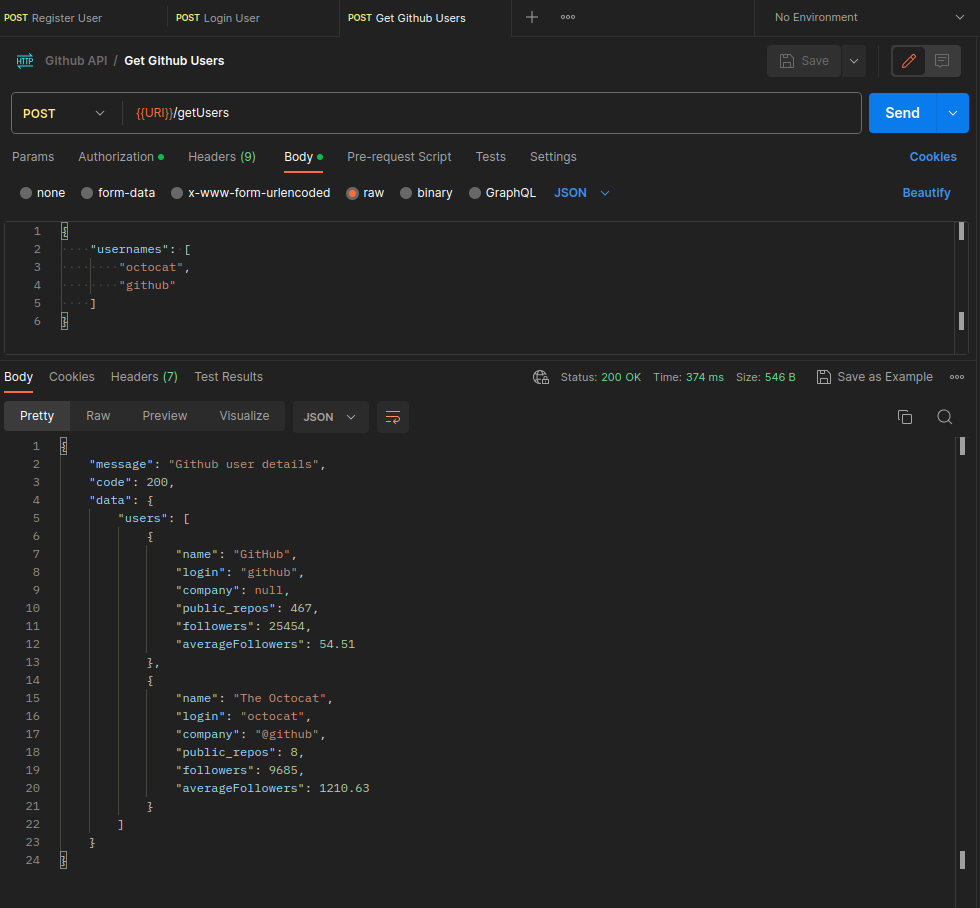 POST Register User POST Login User POST Get Github Users No Environment
HTTP Github API / Get Github Users Save
POST {{URI}}/getUsers Send
Params Authorization Headers (9) Body Pre-request Script Tests Settings Cookies
none form-data x-www-form-urlencoded raw binary GraphQL JSON Beautify
1 {
2 "usernames": [
3 "octocat",
4 "github"
5 ]
6 }
Body Cookies Headers (7) Test Results Status: 200 OK Time: 374 ms Size: 546 B Save as Example
Pretty Raw Preview Visualize JSON
1 {
2 "message": "Github user details",
3 "code": 200,
4 "data": {
5 "users": [
6 {
7 "name": "GitHub",
8 "login": "github",
9 "company": null,
10 "public_repos": 467,
11 "followers": 25454,
12 "averageFollowers": 54.51
13 },
14 {
15 "name": "The Octocat",
16 "login": "octocat",
17 "company": "@github",
18 "public_repos": 8,
19 "followers": 9685,
20 "averageFollowers": 1210.63
21 }
22 ]
23 }
24 }